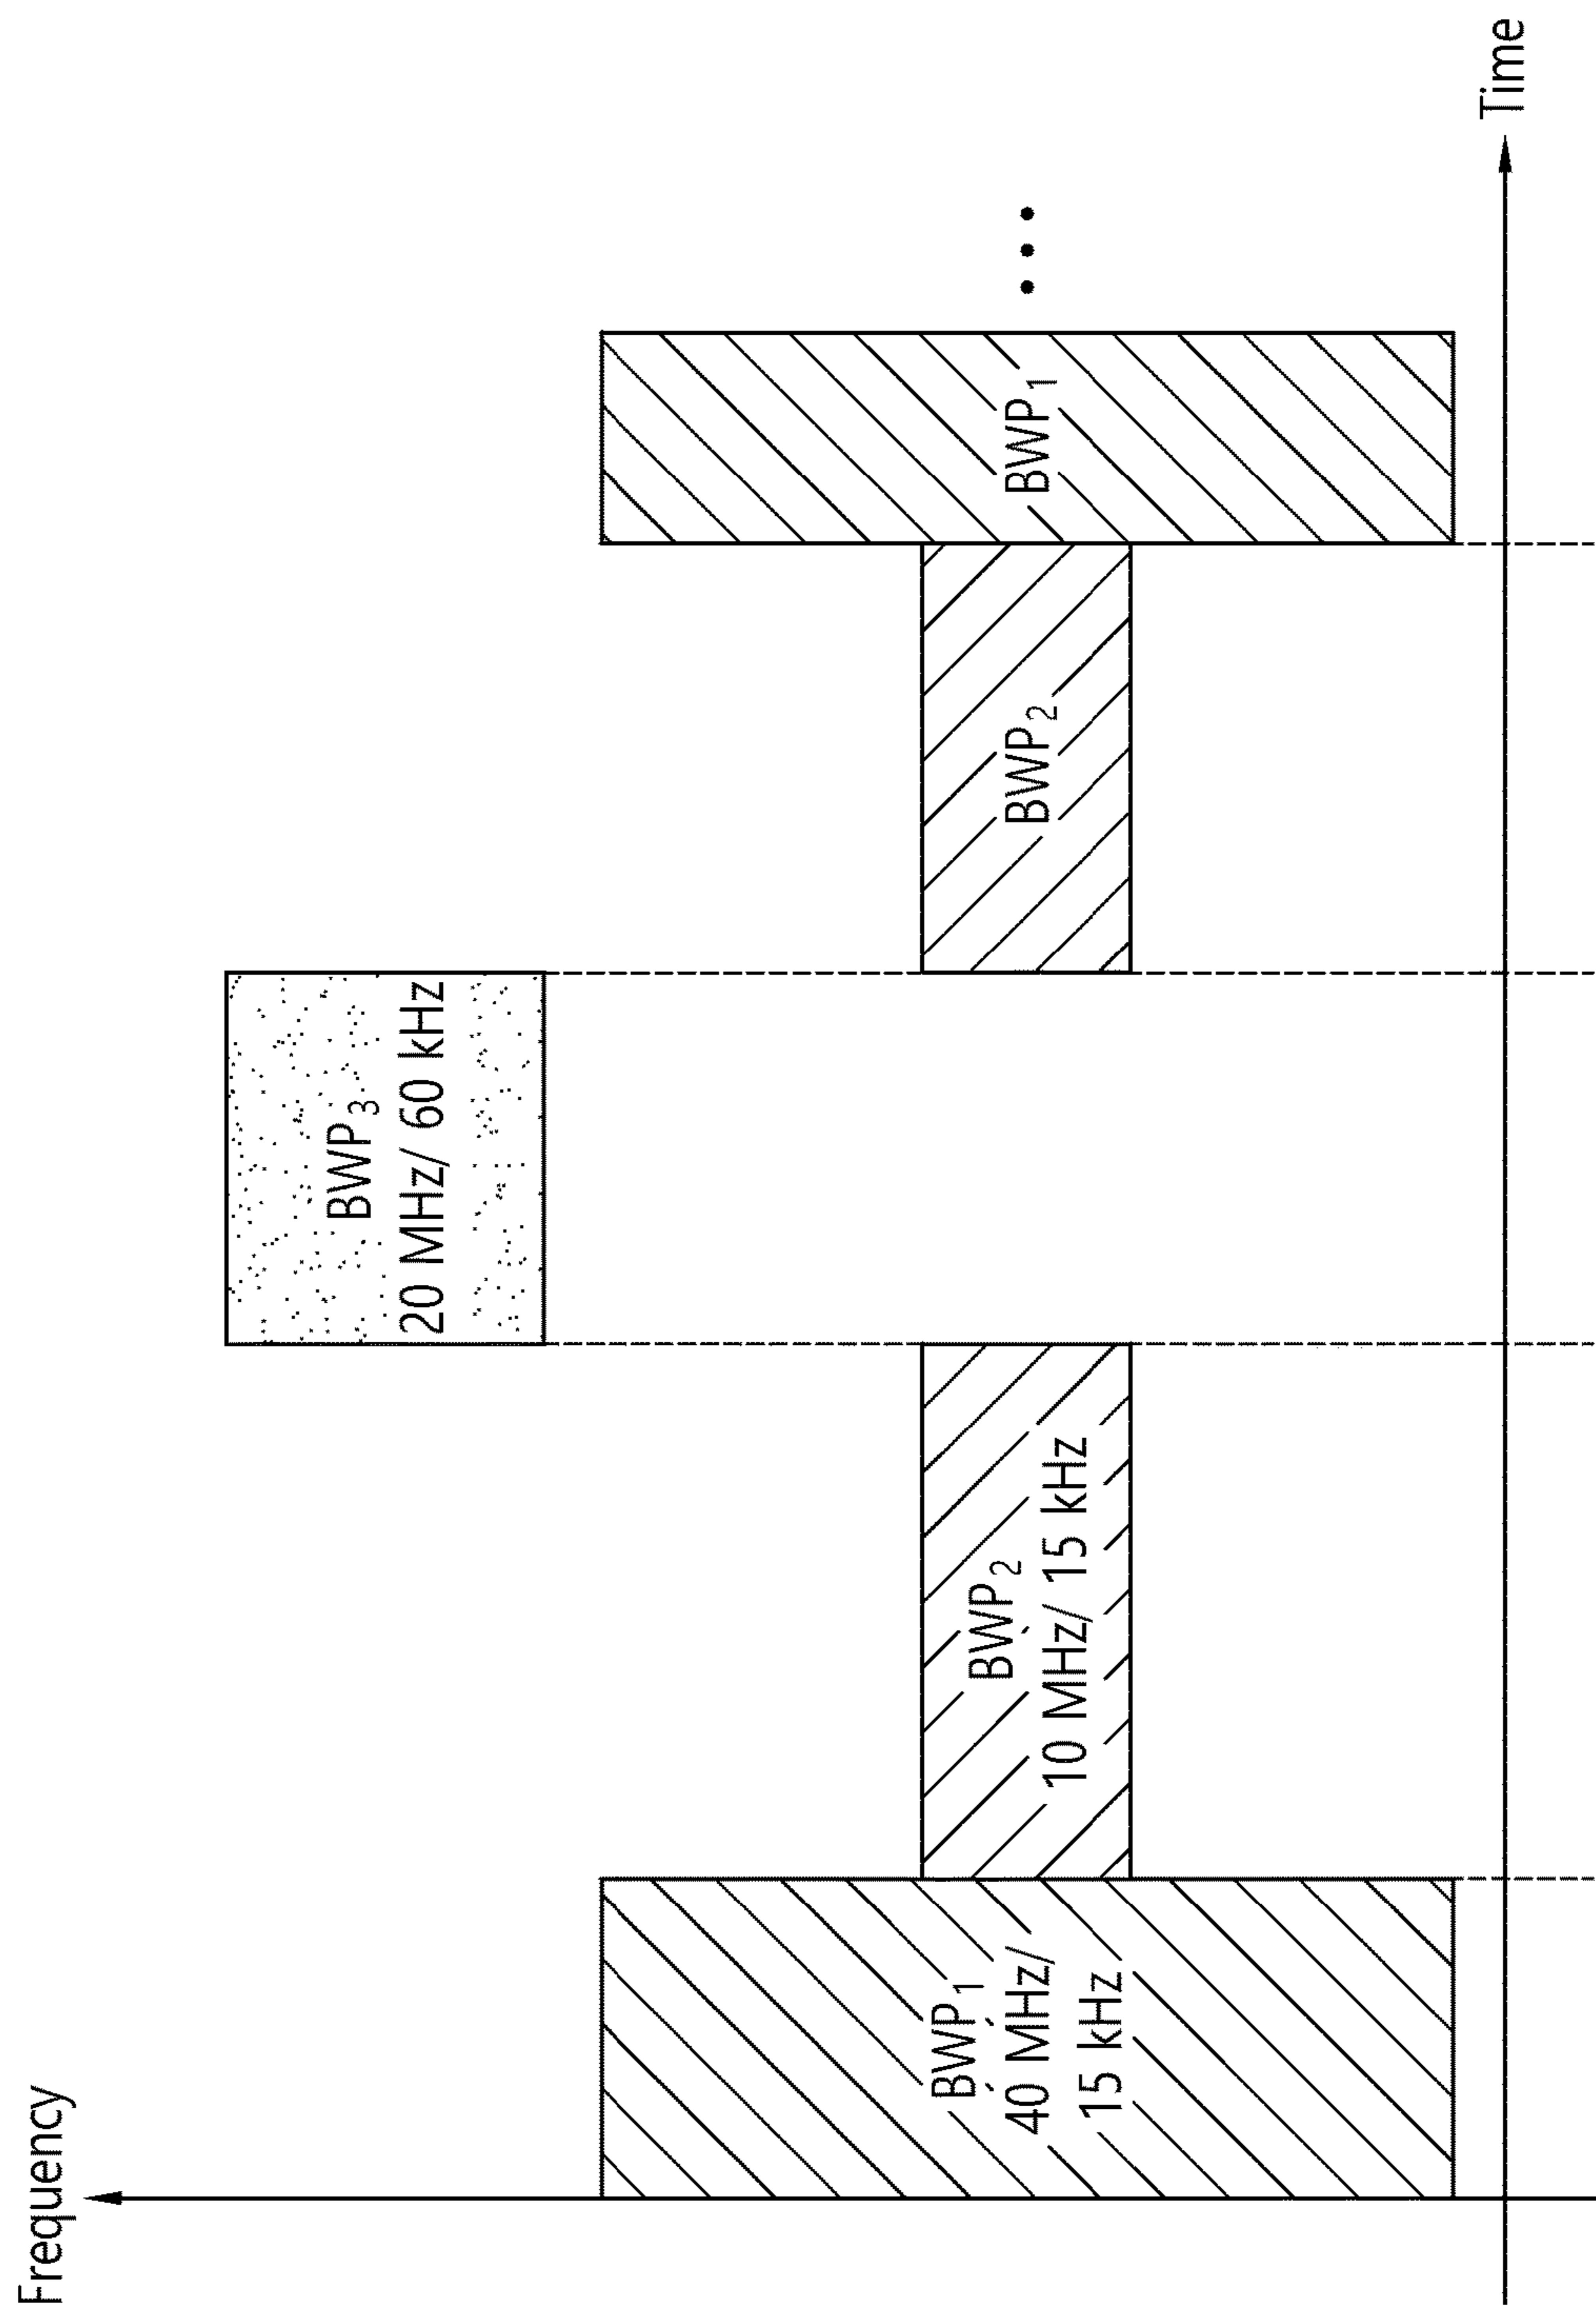 Frequency
BWP1
40 MHz/
15 kHz
BWP2
10 MHz/ 15 kHz
BWP3
20 MHz/ 60 kHz
BWP2
BWP1
Time